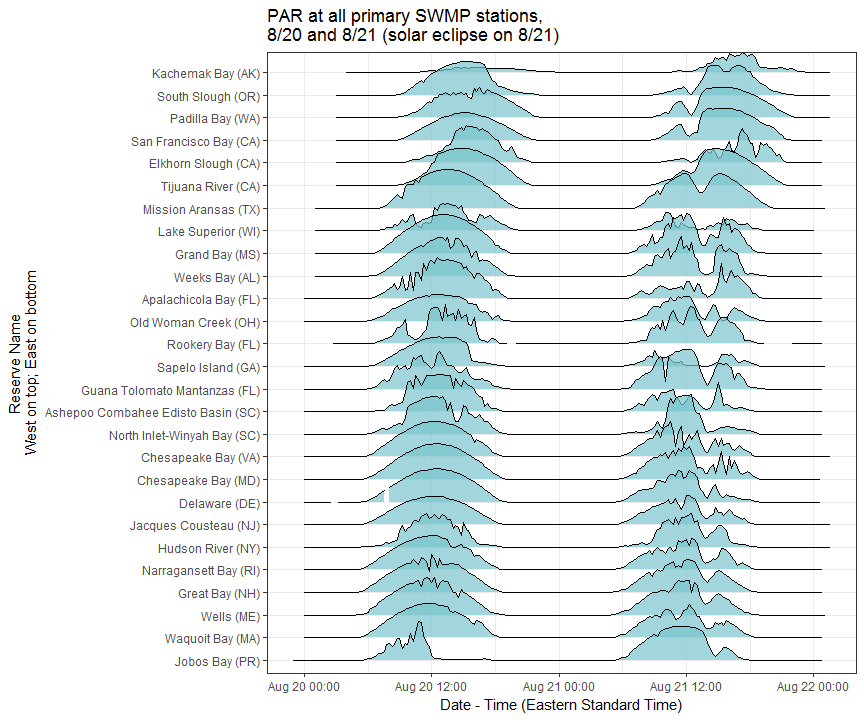 PAR at all primary SWMP stations,
8/20 and 8/21 (solar eclipse on 8/21)
Reserve Name
West on top; East on bottom
Kachemak Bay (AK)
South Slough (OR)
Padilla Bay (WA)
San Francisco Bay (CA)
Elkhorn Slough (CA)
Tijuana River (CA)
Mission Aransas (TX)
Lake Superior (WI)
Grand Bay (MS)
Weeks Bay (AL)
Apalachicola Bay (FL)
Old Woman Creek (OH)
Rookery Bay (FL)
Sapelo Island (GA)
Guana Tolomato Mantanzas (FL)
Ashepoo Combahee Edisto Basin (SC)
North Inlet-Winyah Bay (SC)
Chesapeake Bay (VA)
Chesapeake Bay (MD)
Delaware (DE)
Jacques Cousteau (NJ)
Hudson River (NY)
Narragansett Bay (RI)
Great Bay (NH)
Wells (ME)
Waquoit Bay (MA)
Jobos Bay (PR)
Aug 20 00:00 Aug 20 12:00 Aug 21 00:00 Aug 21 12:00 Aug 22 00:00
Date - Time (Eastern Standard Time)